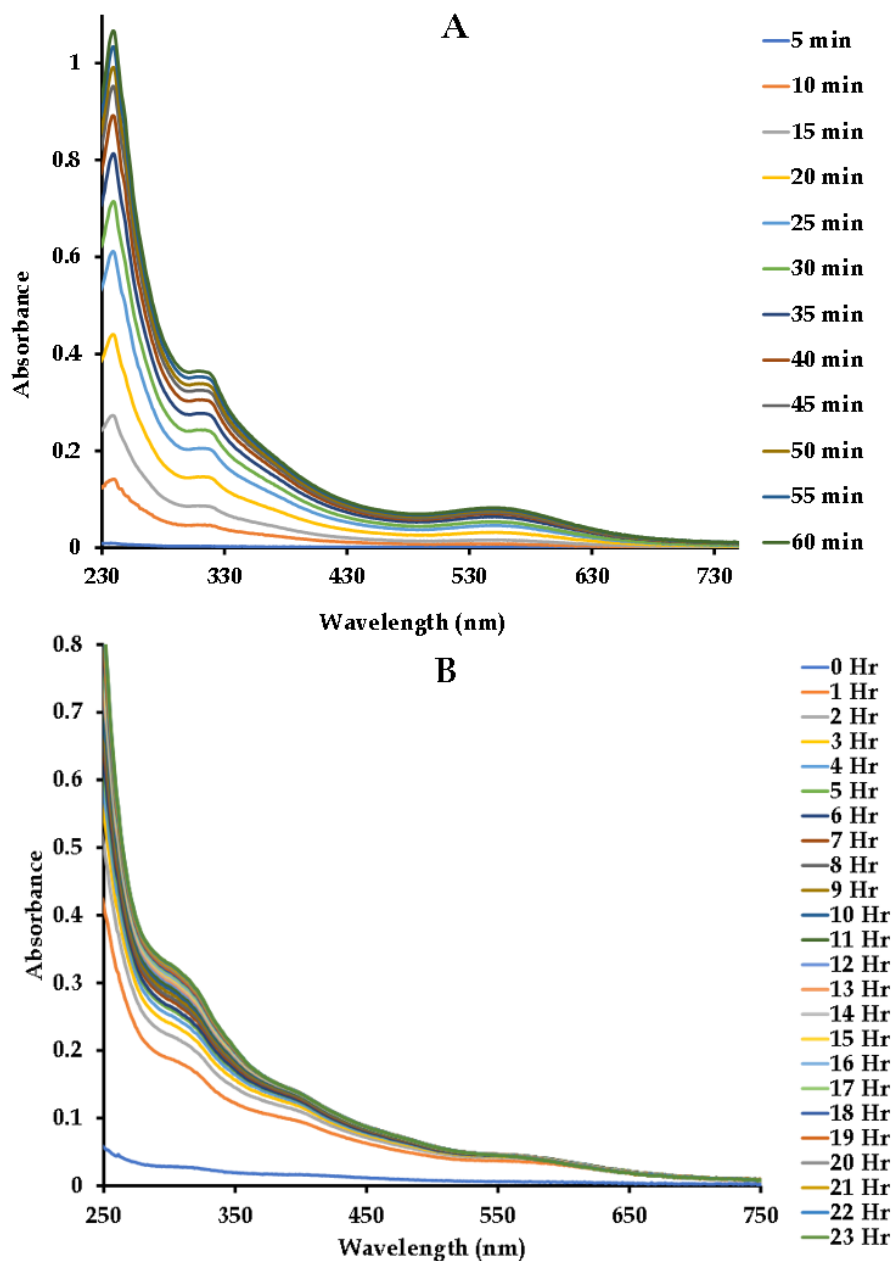 A
5 min
10 min
15 min
20 min
25 min
30 min
35 min
40 min
45 min
50 min
55 min
60 min
1
0.8
0.6
0.4
0.2
0
Absorbance
230 330 430 530 630 730
Wavelength (nm)
B
0 Hr
1 Hr
2 Hr
3 Hr
4 Hr
5 Hr
6 Hr
7 Hr
8 Hr
9 Hr
10 Hr
11 Hr
12 Hr
13 Hr
14 Hr
15 Hr
16 Hr
17 Hr
18 Hr
19 Hr
20 Hr
21 Hr
22 Hr
23 Hr
0.8
0.7
0.6
0.5
0.4
0.3
0.2
0.1
0
Absorbance
250 350 450 550 650 750
Wavelength (nm)